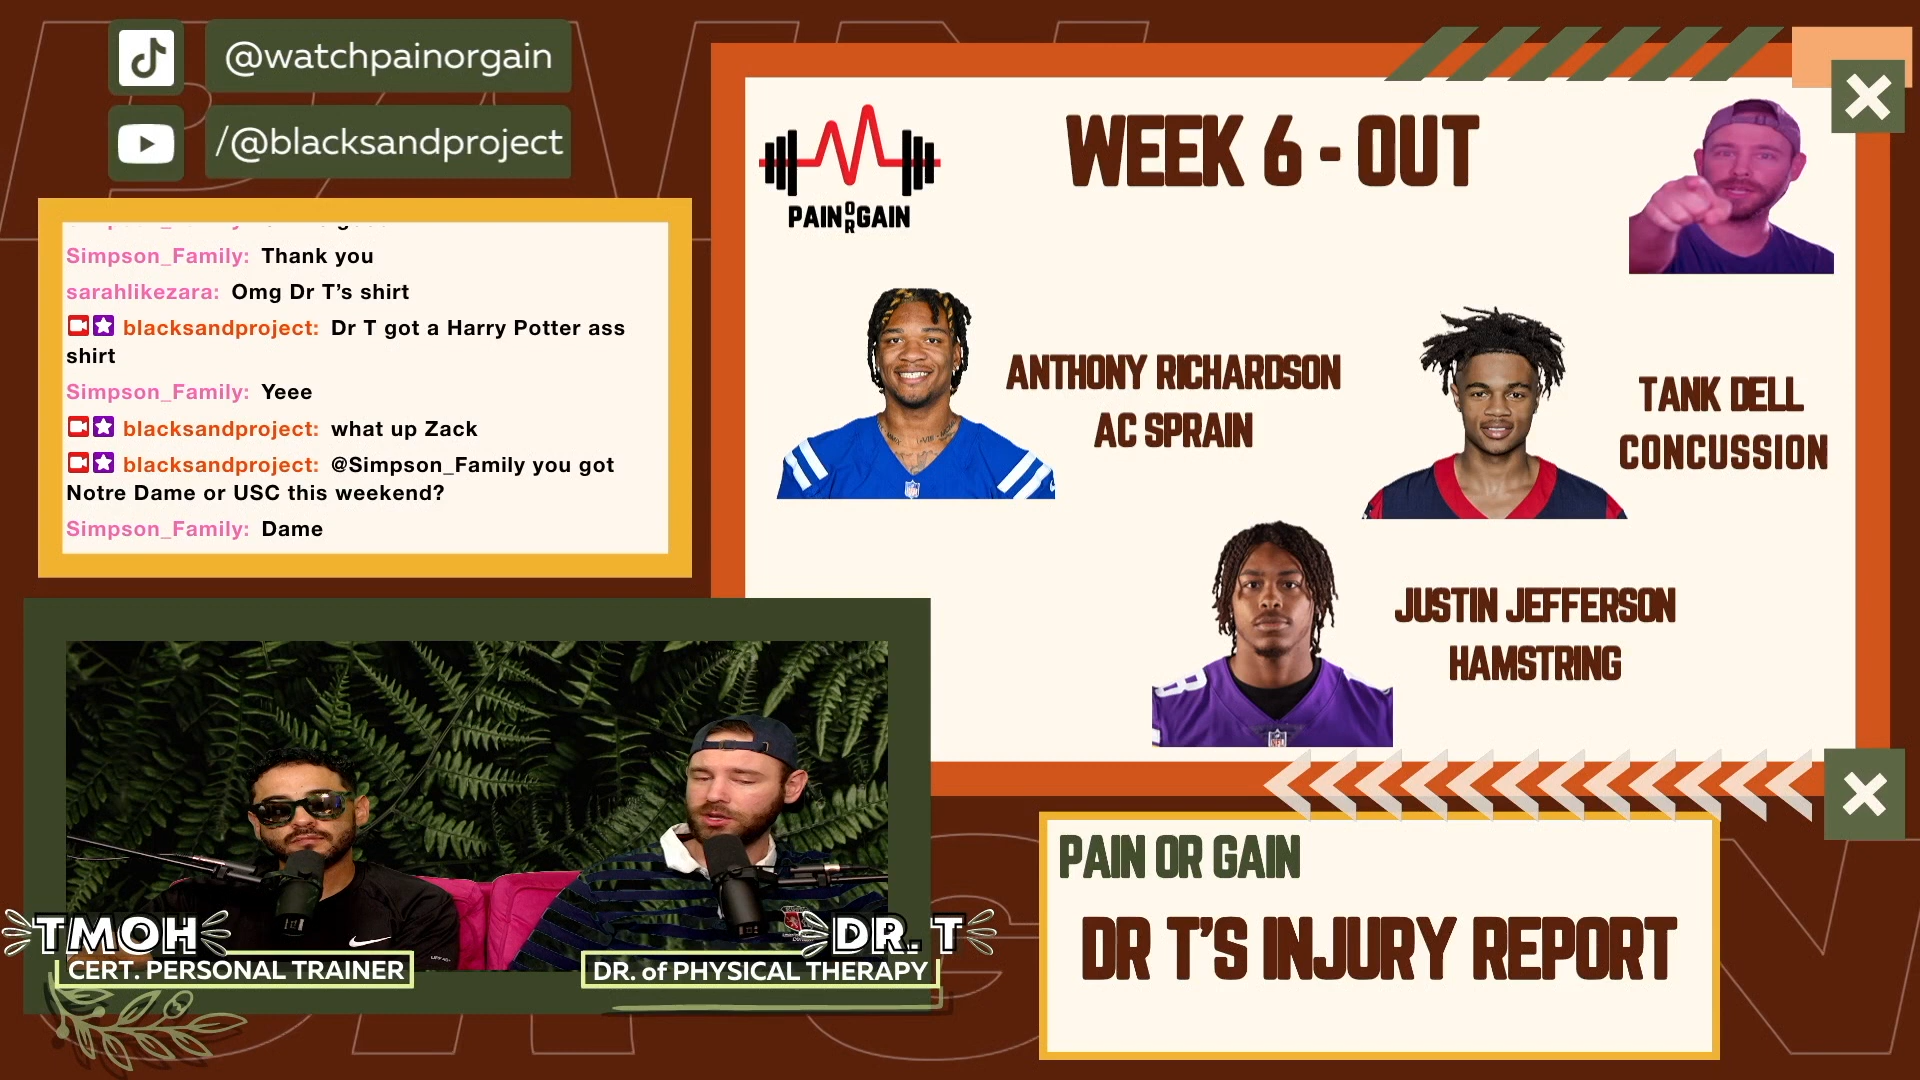 @watchpainorgain
/@blacksandproject
Simpson_Family: Thank you
sarahlikezara: Omg Dr T's shirt
blacksandproject: Dr T got a Harry Potter ass
shirt
Simpson_Family: Yeee
blacksandproject: what up Zack
blacksandproject: @Simpson_Family you got
Notre Dame or USC this weekend?
Simpson_Family: Dame
PAIN OR GAIN
WEEK 6 - OUT
ANTHONY RICHARDSON
AC SPRAIN
TANK DELL
CONCUSSION
JUSTIN JEFFERSON
HAMSTRING
TMOH
CERT. PERSONAL TRAINER
DR. T
DR. of PHYSICAL THERAPY
PAIN OR GAIN
DR T'S INJURY REPORT